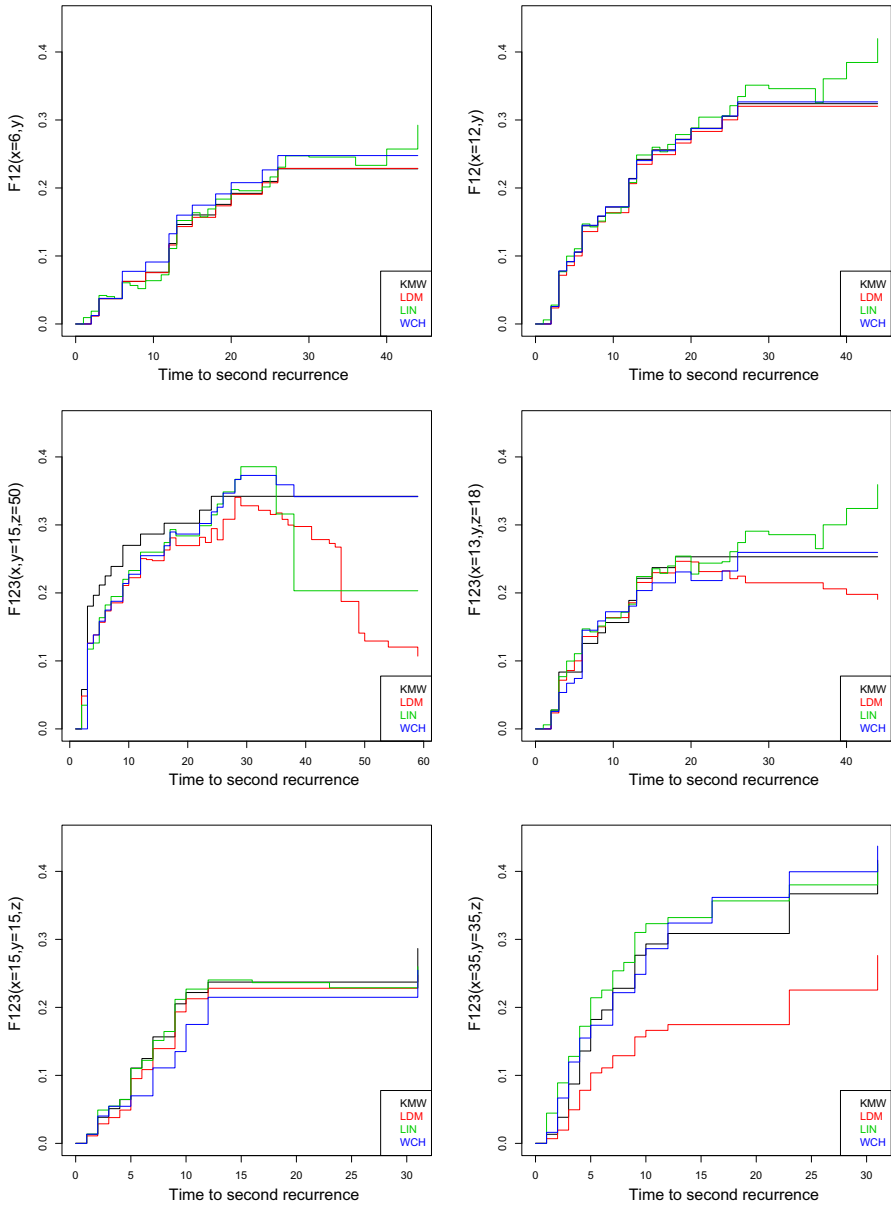 F12(x=6,y)
0.0 0.1 0.2 0.3 0.4
0 10 20 30 40
Time to second recurrence
KMW
LDM
LIN
WCH
F12(x=12,y)
0.0 0.1 0.2 0.3 0.4
0 10 20 30 40
Time to second recurrence
KMW
LDM
LIN
WCH
F123(x,y=15,z=50)
0.0 0.1 0.2 0.3 0.4
0 10 20 30 40 50 60
Time to second recurrence
KMW
LDM
LIN
WCH
F123(x=13,y,z=18)
0.0 0.1 0.2 0.3 0.4
0 10 20 30 40
Time to second recurrence
KMW
LDM
LIN
WCH
F123(x=15,y=15,z)
0.0 0.1 0.2 0.3 0.4
0 5 10 15 20 25 30
Time to second recurrence
KMW
LDM
LIN
WCH
F123(x=35,y=35,z)
0.0 0.1 0.2 0.3 0.4
0 5 10 15 20 25 30
Time to second recurrence
KMW
LDM
LIN
WCH